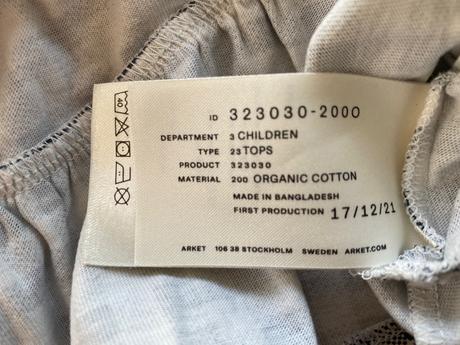 ID 323030-2000
DEPARTMENT 3 CHILDREN
TYPE 23 TOPS
PRODUCT 323030
MATERIAL 200 ORGANIC COTTON
MADE IN BANGLADESH
FIRST PRODUCTION 17/12/21
ARKET 106 38 STOCKHOLM SWEDEN ARKET.COM
40